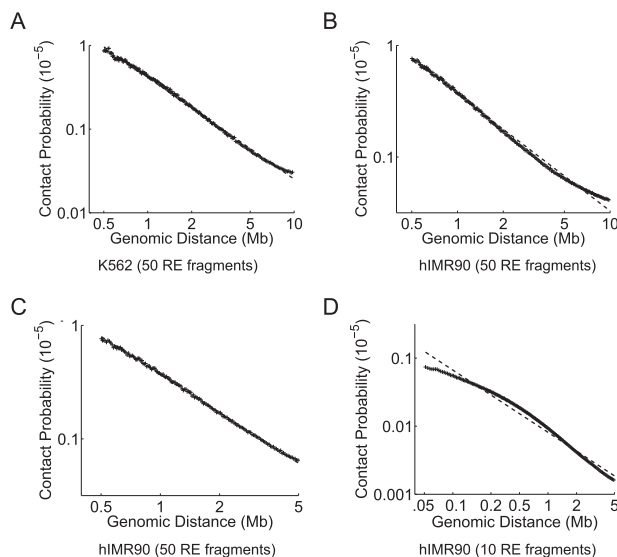 A
Contact Probability (10⁻⁵)
1
0.1
0.01
0.5 1 2 5 10
Genomic Distance (Mb)
K562 (50 RE fragments)
B
Contact Probability (10⁻⁵)
1
0.1
0.5 1 2 5 10
Genomic Distance (Mb)
hIMR90 (50 RE fragments)
C
Contact Probability (10⁻⁵)
1
0.1
0.5 1 2 5
Genomic Distance (Mb)
hIMR90 (50 RE fragments)
D
Contact Probability (10⁻⁵)
0.1
0.01
0.001
.05 0.1 0.2 0.5 1 2 5
Genomic Distance (Mb)
hIMR90 (10 RE fragments)